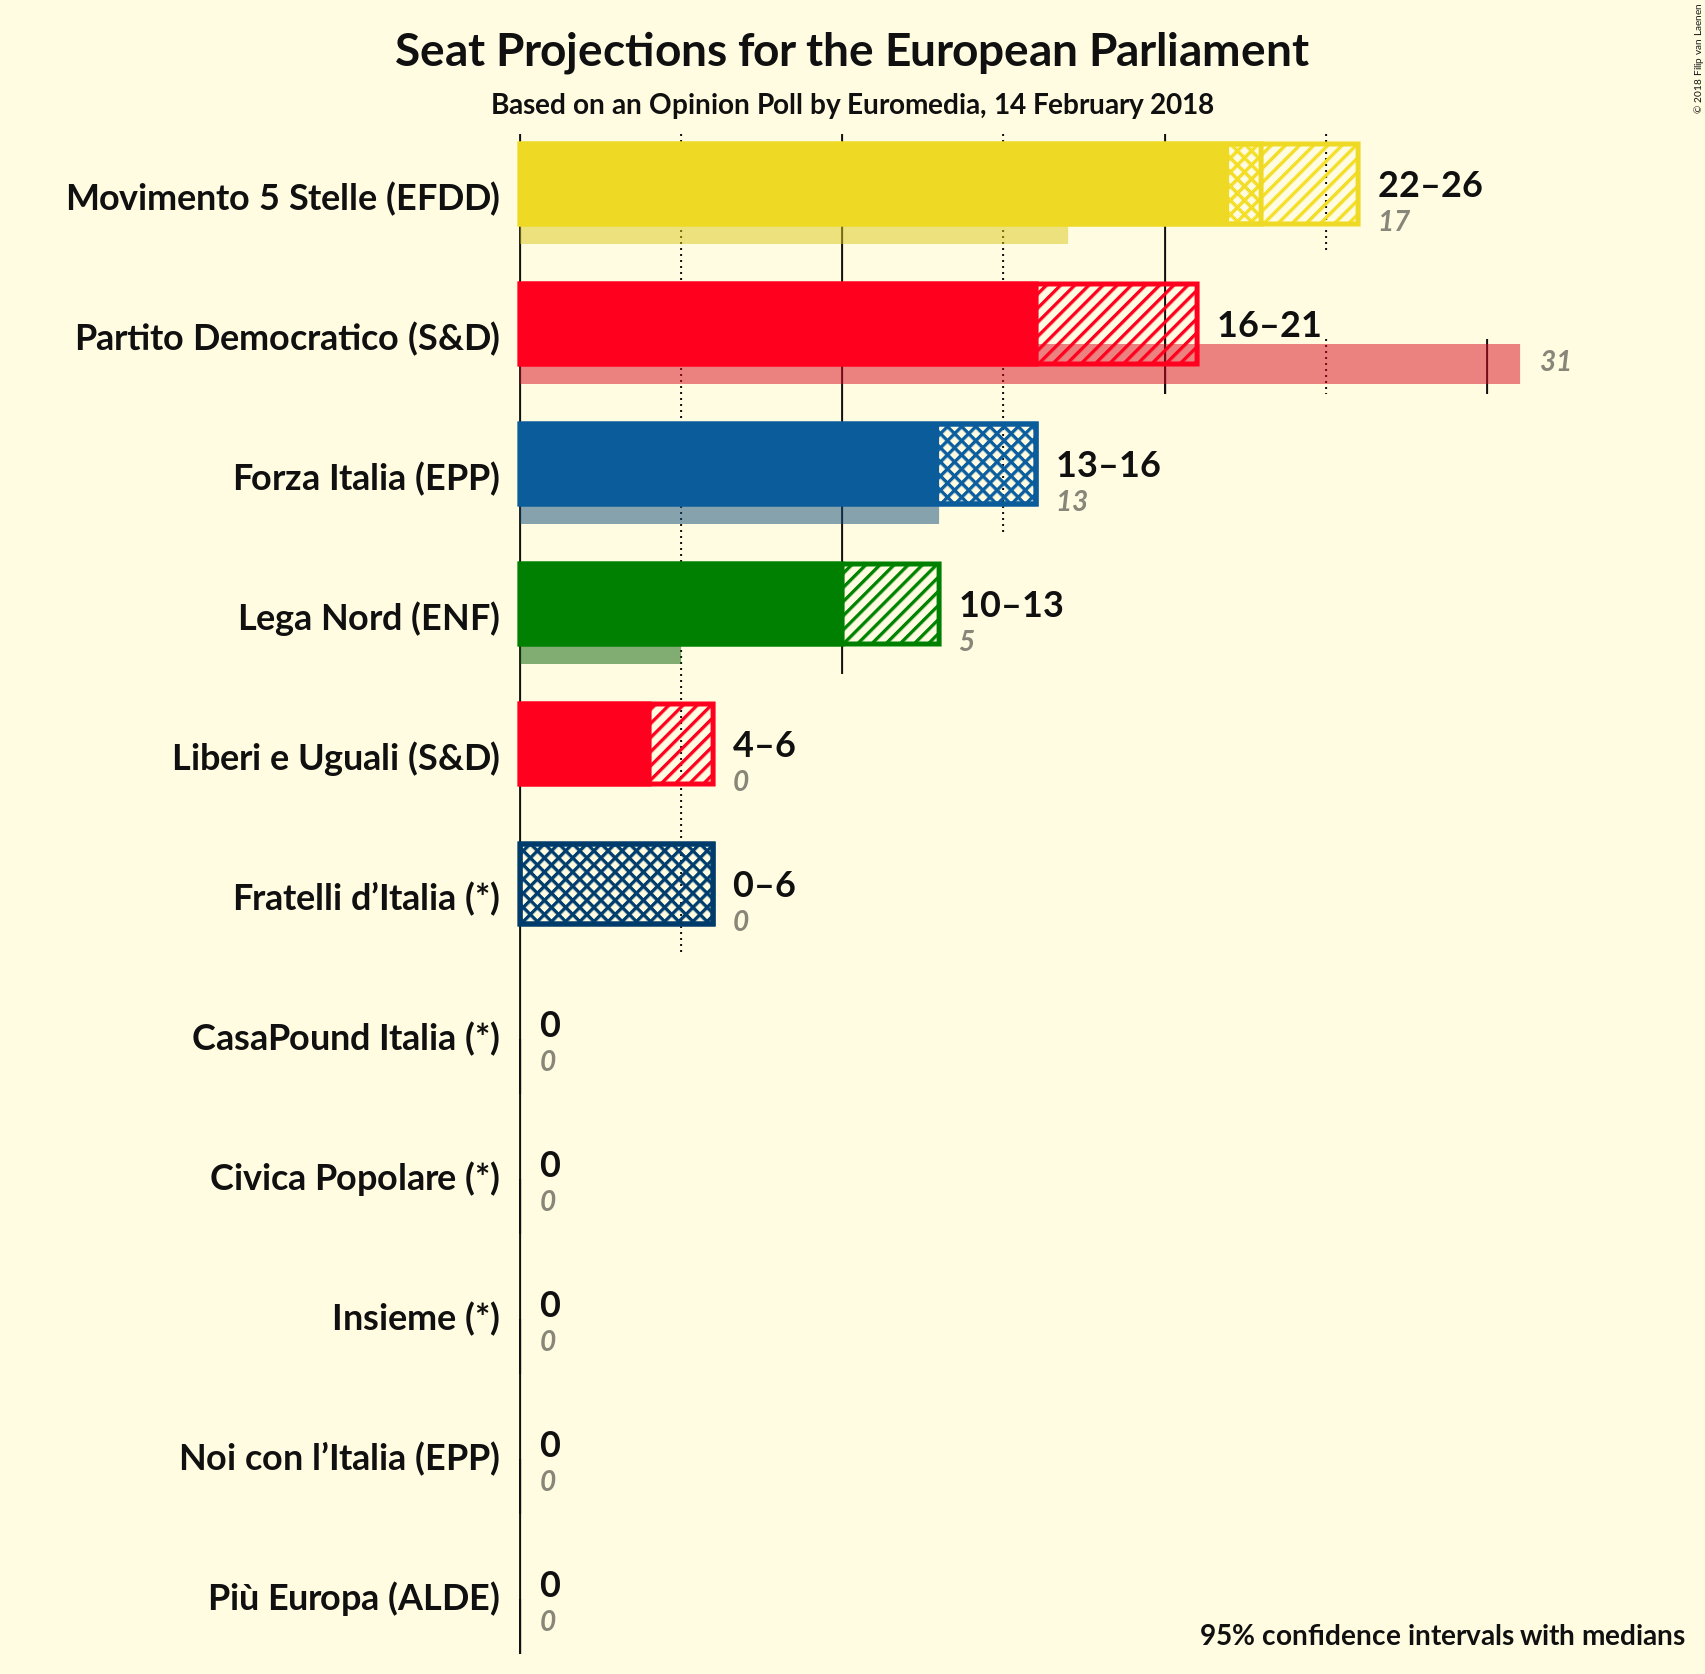 Seat Projections for the European Parliament
Based on an Opinion Poll by Euromedia, 14 February 2018
© 2018 Filip van Laenen
Movimento 5 Stelle (EFDD)
22–26
17
Partito Democratico (S&D)
16–21
31
Forza Italia (EPP)
13–16
13
Lega Nord (ENF)
10–13
5
Liberi e Uguali (S&D)
4–6
0
Fratelli d’Italia (*)
0–6
0
CasaPound Italia (*)
0
0
Civica Popolare (*)
0
0
Insieme (*)
0
0
Noi con l’Italia (EPP)
0
0
Più Europa (ALDE)
0
0
95% confidence intervals with medians